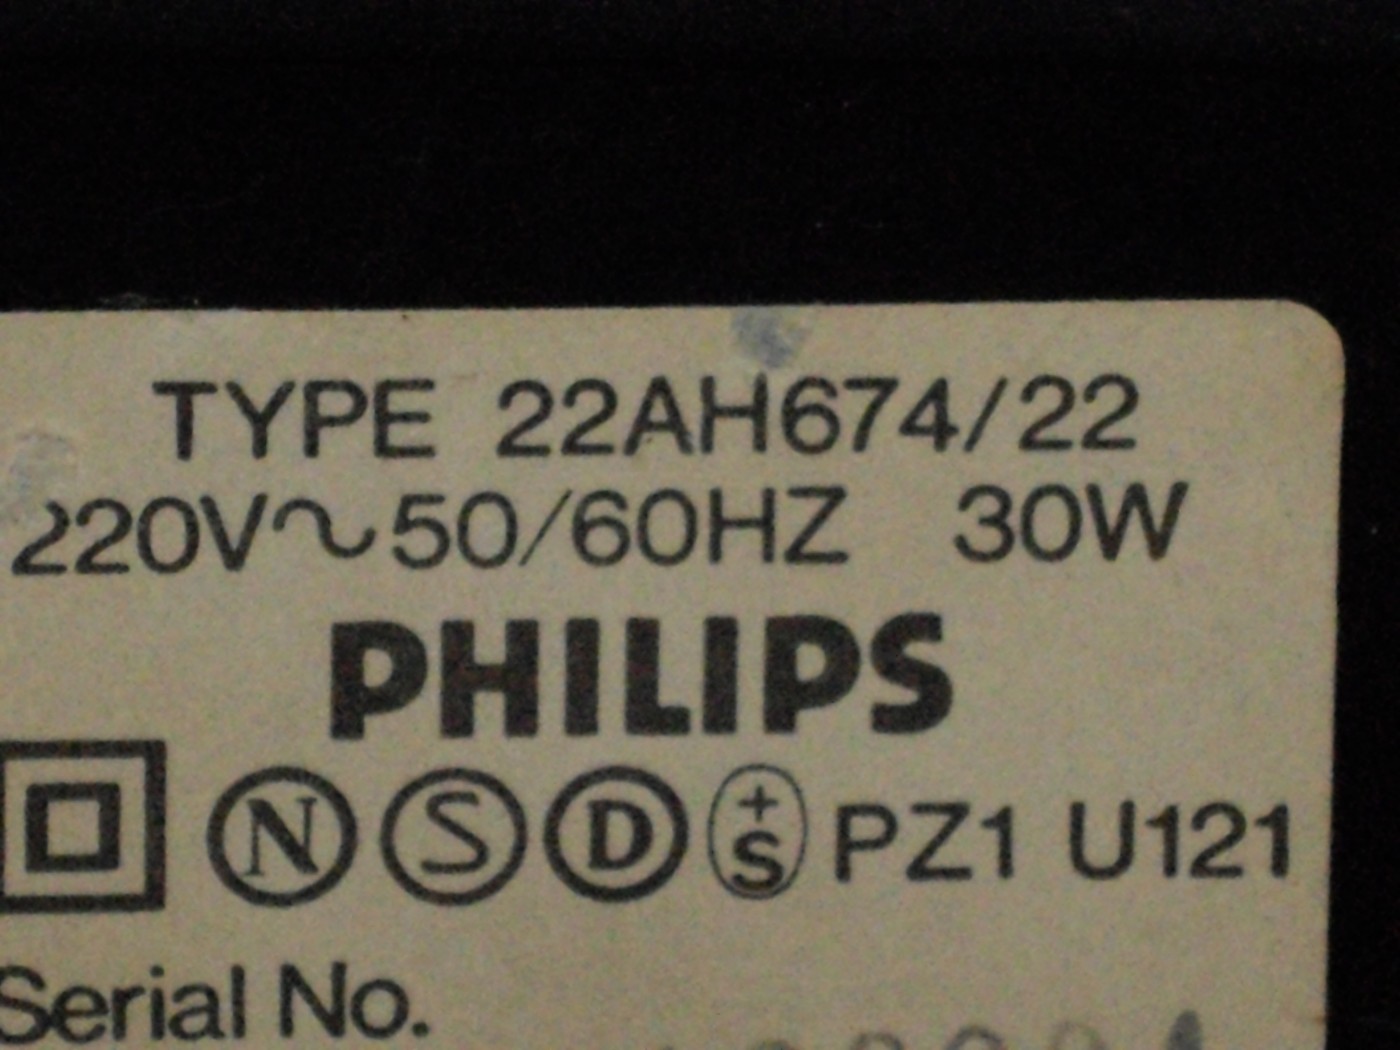 TYPE 22AH674/22
220V~50/60HZ 30W
PHILIPS
N S D +S PZ1 U121
Serial No.